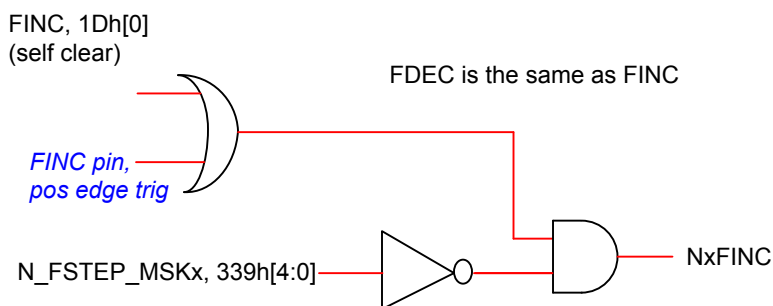 FINC, 1Dh[0]
(self clear)
FDEC is the same as FINC
FINC pin,
pos edge trig
N_FSTEP_MSKx, 339h[4:0]
NxFINC